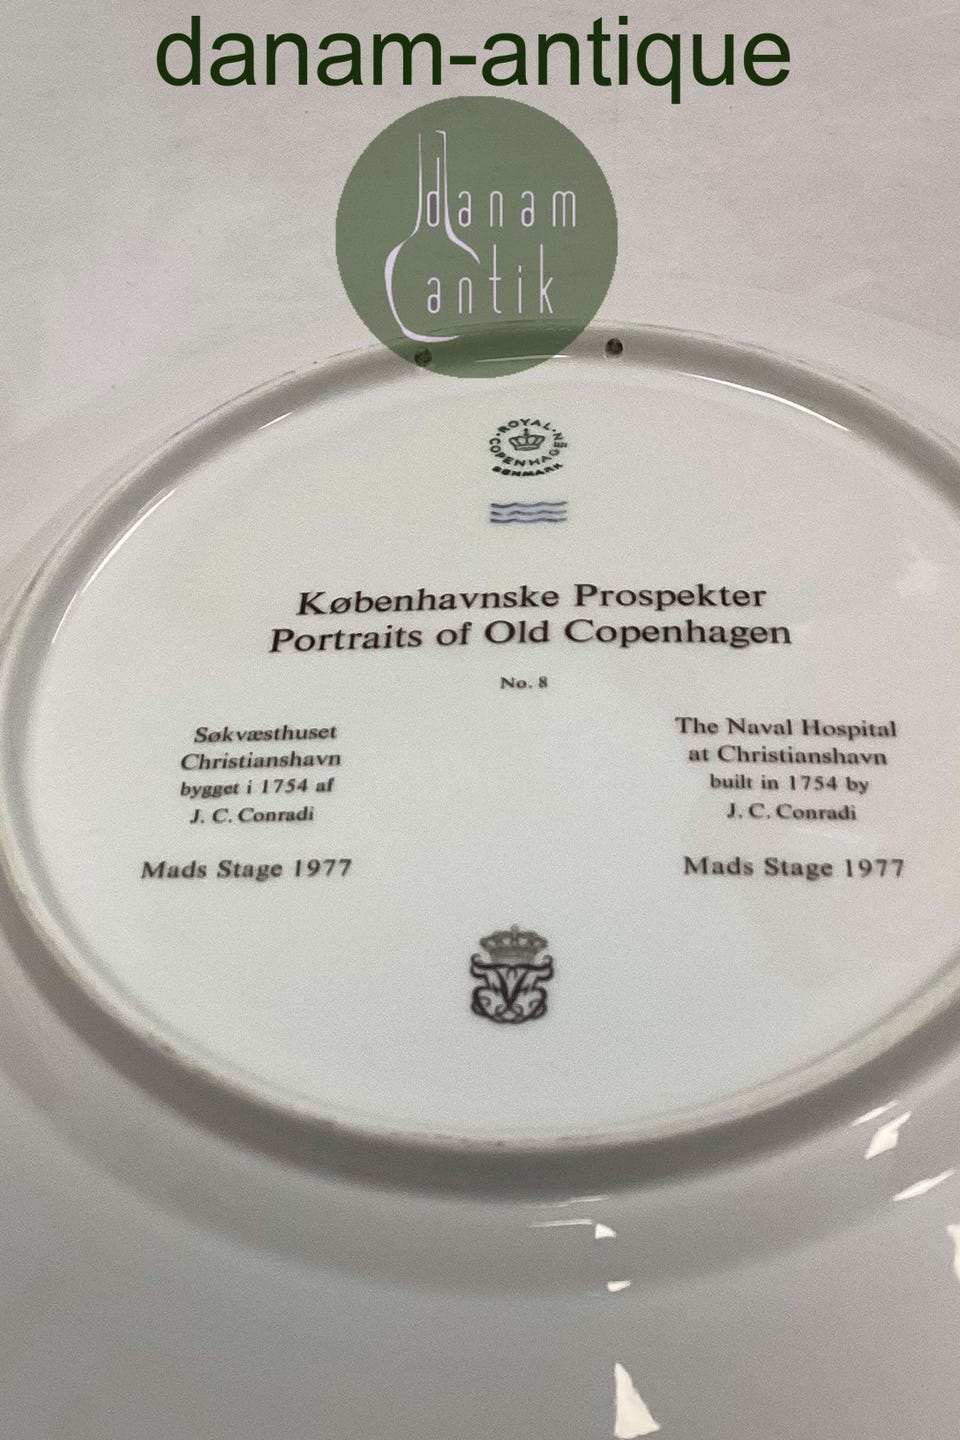 danam-antique
danam
antik
ROYAL
COPENHAGEN
DENMARK
Københavnske Prospekter
Portraits of Old Copenhagen
No. 8
Søkvæsthuset
Christianshavn
bygget i 1754 af
J. C. Conradi
Mads Stage 1977
The Naval Hospital
at Christianshavn
built in 1754 by
J. C. Conradi
Mads Stage 1977